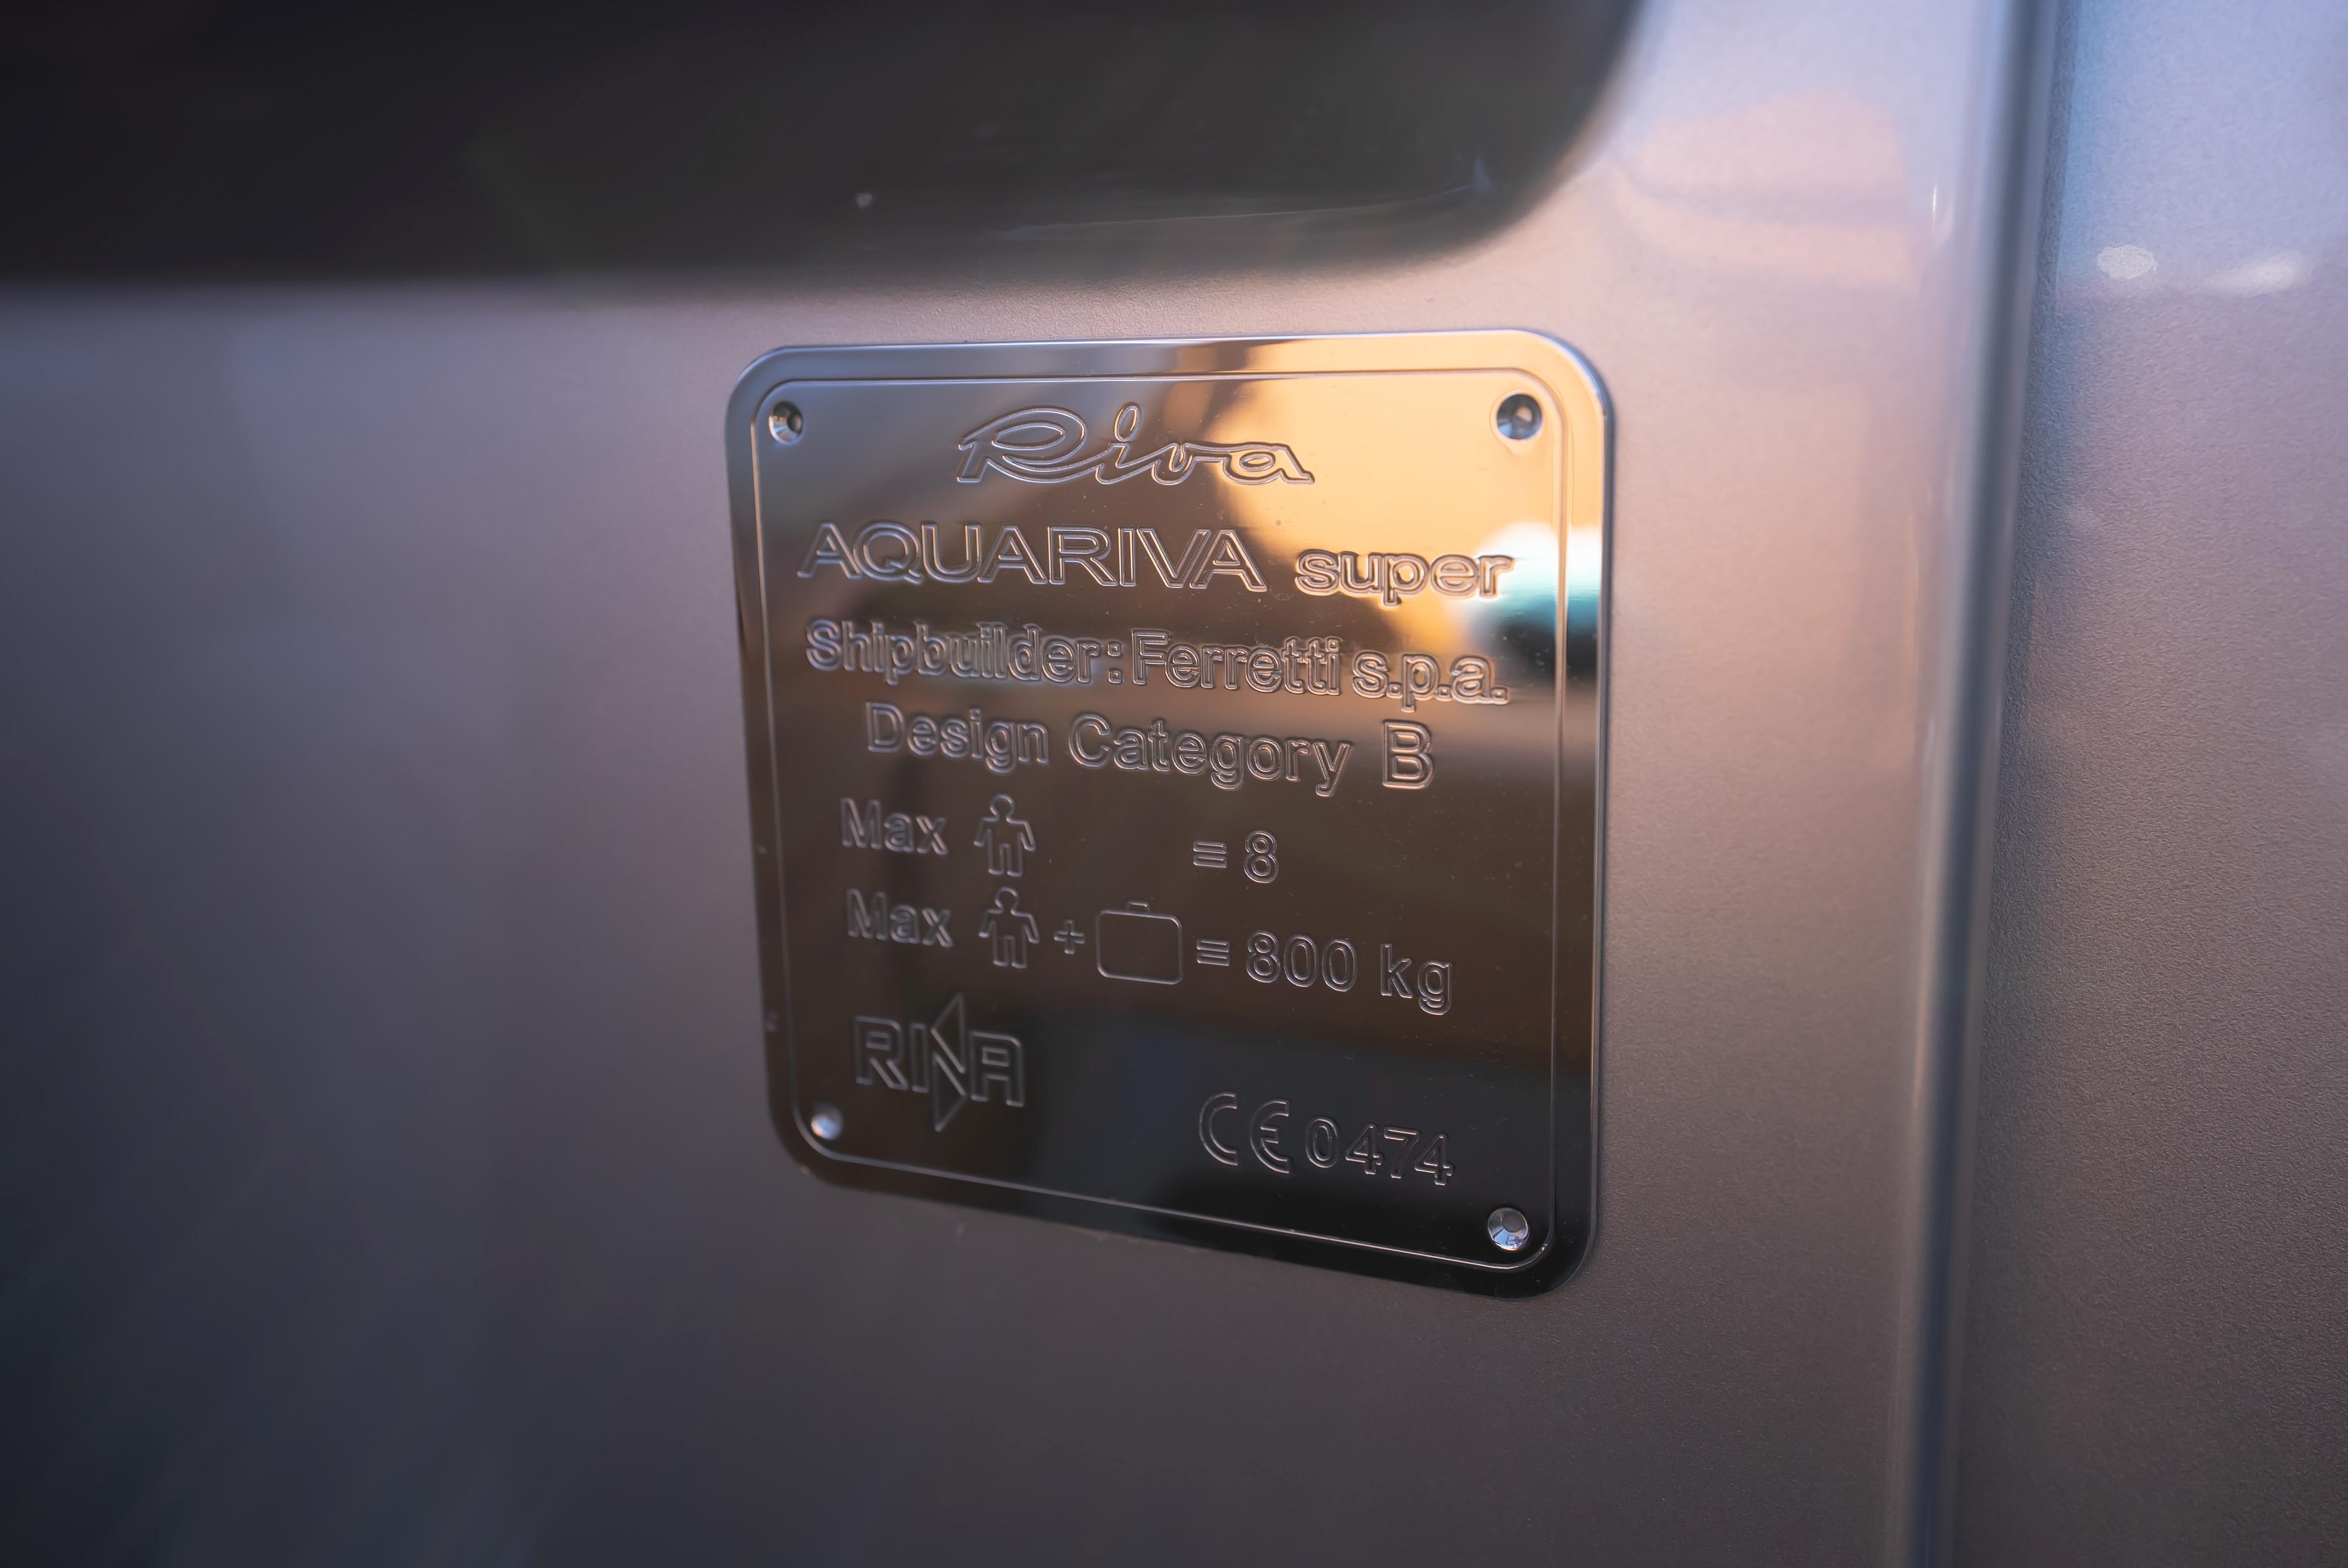 Riva
AQUARIVA super
Shipbuilder: Ferretti s.p.a.
Design Category B
Max = 8
Max + = 800 kg
RINA
CE 0474